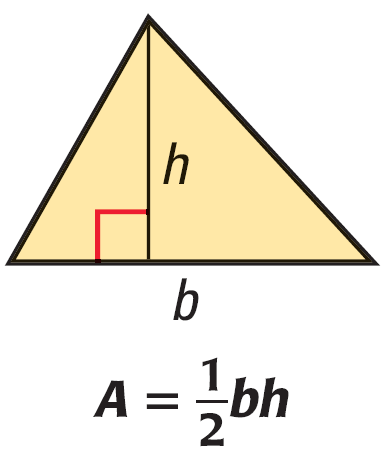 h
b
A = 1/2 bh